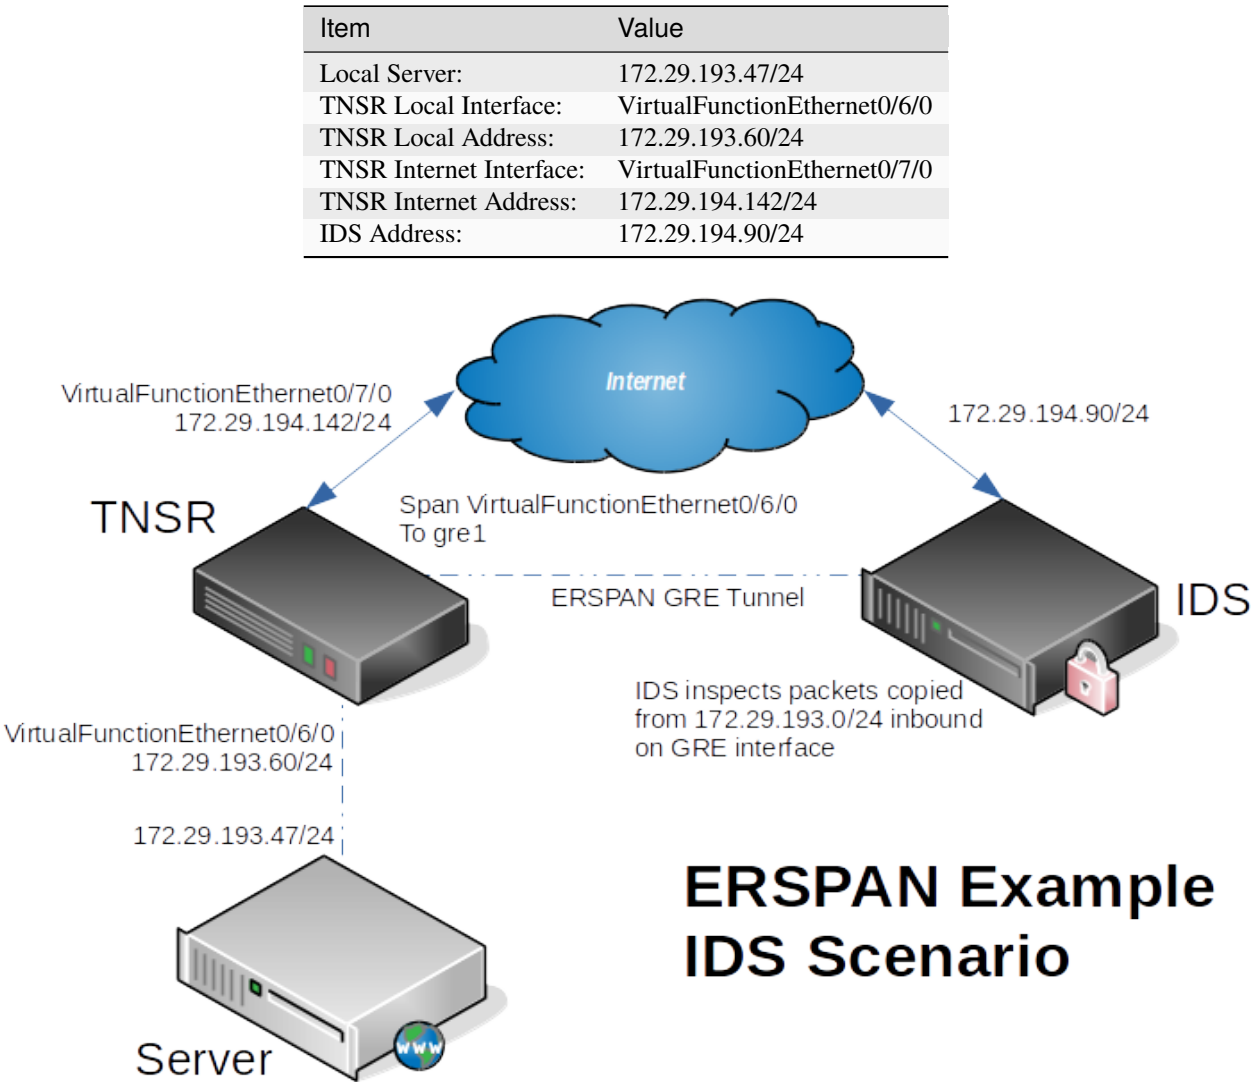 Item Value
Local Server: 172.29.193.47/24
TNSR Local Interface: VirtualFunctionEthernet0/6/0
TNSR Local Address: 172.29.193.60/24
TNSR Internet Interface: VirtualFunctionEthernet0/7/0
TNSR Internet Address: 172.29.194.142/24
IDS Address: 172.29.194.90/24
Internet
VirtualFunctionEthernet0/7/0
172.29.194.142/24
172.29.194.90/24
TNSR
Span VirtualFunctionEthernet0/6/0
To gre1
ERSPAN GRE Tunnel
IDS
IDS inspects packets copied
from 172.29.193.0/24 inbound
on GRE interface
VirtualFunctionEthernet0/6/0
172.29.193.60/24
172.29.193.47/24
ERSPAN Example
IDS Scenario
WWW
Server